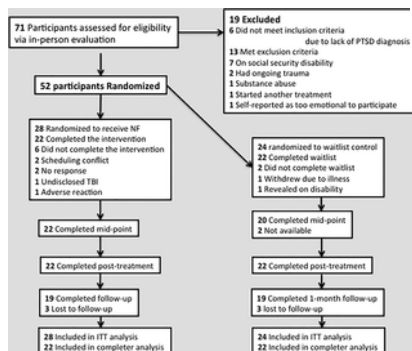 71 Participants assessed for eligibility
via in-person evaluation
19 Excluded
6 Did not meet inclusion criteria
due to lack of PTSD diagnosis
13 Met exclusion criteria
7 On social security disability
2 Had ongoing trauma
1 Substance abuse
1 Started another treatment
1 Self-reported as too emotional to participate
52 participants Randomized
28 Randomized to receive NF
22 Completed the intervention
6 Did not complete the intervention
2 Scheduling conflict
2 No response
1 Undisclosed TBI
1 Adverse reaction
24 randomized to waitlist control
22 Completed waitlist
2 Did not complete waitlist
1 Withdrew due to illness
1 Revealed on disability
22 Completed mid-point
20 Completed mid-point
2 Not available
22 Completed post-treatment
22 Completed post-treatment
19 Completed follow-up
3 Lost to follow-up
19 Completed 1-month follow-up
3 lost to follow-up
28 Included in ITT analysis
22 Included in completer analysis
24 Included in ITT analysis
22 Included in completer analysis